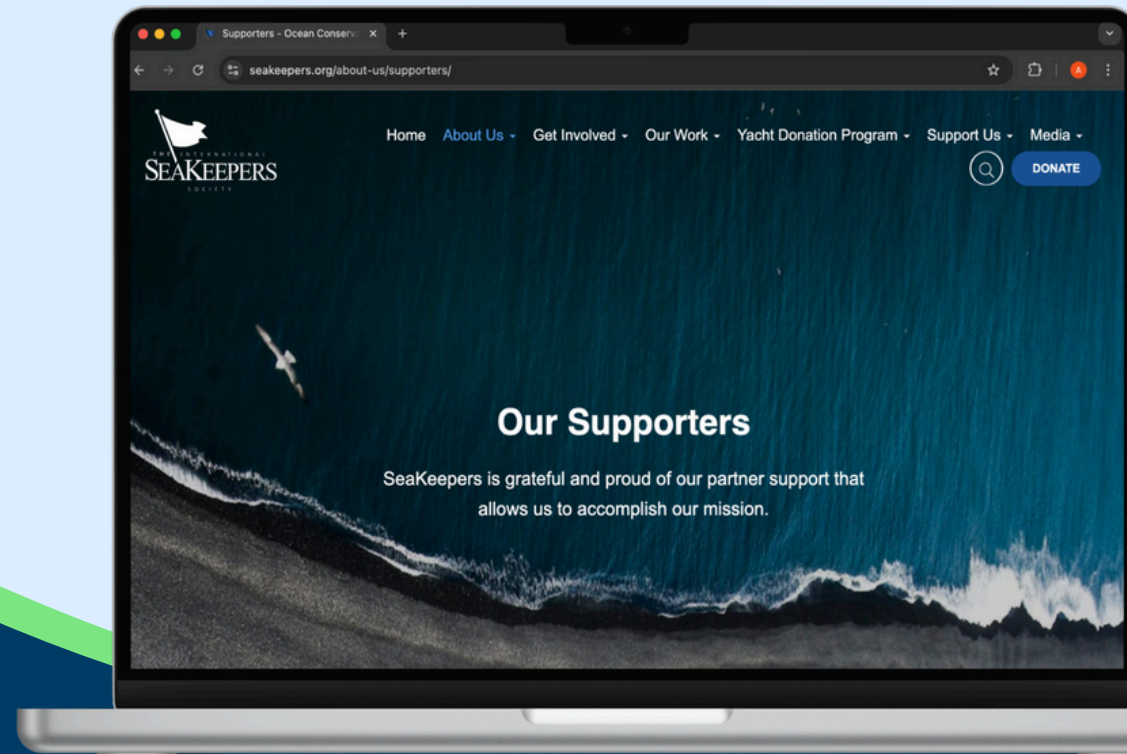 Supporters - Ocean Conserv
seakeepers.org/about-us/supporters/
A
THE INTERNATIONAL
SEAKEEPERS
SOCIETY
Home About Us Get Involved Our Work Yacht Donation Program Support Us Media
DONATE
Our Supporters
SeaKeepers is grateful and proud of our partner support that
allows us to accomplish our mission.